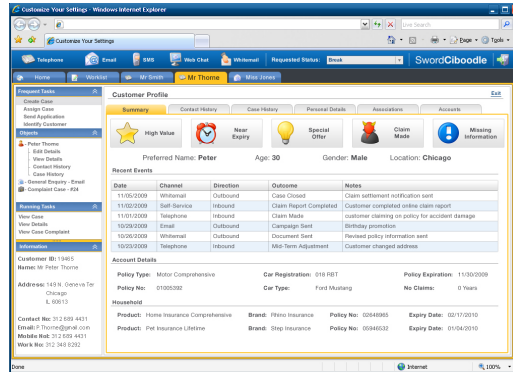 Customize Your Settings - Windows Internet Explorer
Live Search
Customize Your Settings
Page Tools
Telephone Email SMS Web Chat Whitemail Requested Status: Break SwordCiboodle
Home Worklist Mr Smith Mr Thorne Miss Jones
Frequent Tasks
Create Case
Assign Case
Send Application
Identify Customer
Objects
- Peter Thorne
- Edit Details
- View Details
- Contact History
- Case History
- General Enquiry - Email
- Complaint Case - #24
Running Tasks
View Case
View Details
View Case Complaint
Information
Customer ID: 19465
Name: Mr Peter Thorne
Address: 149 N. Geneva Ter
Chicago
IL 60613
Contact No: 312 689 4431
Email: P.Thorne@gmail.com
Mobile No: 312 689 4431
Work No: 312 348 8292
Customer Profile Exit
Summary Contact History Case History Personal Details Associations Accounts
High Value Near Expiry Special Offer Claim Made Missing Information
Preferred Name: Peter Age: 30 Gender: Male Location: Chicago
Recent Events
Date Channel Direction Outcome Notes
11/05/2009 Whitemail Outbound Case Closed Claim settlement notification sent
11/02/2009 Self-Service Inbound Claim Report Completed Customer completed online claim report
11/01/2009 Telephone Inbound Claim Made customer claiming on policy for accident damage
10/29/2009 Email Outbound Campaign Sent Birthday promotion
10/26/2009 Whitemail Outbound Document Sent Revised policy information sent
10/23/2009 Telephone Inbound Mid-Term Adjustment Customer changed address
Account Details
Policy Type: Motor Comprehensive Car Registration: 018 RBT Policy Expiration: 11/30/2009
Policy No: 01005392 Car Type: Ford Mustang No Claims: 0 Years
Household
Product: Home Insurance Comprehensive Brand: Rhino Insurance Policy No: 02648965 Expiry Date: 02/17/2010
Product: Pet Insurance Lifetime Brand: Step Insurance Policy No: 05946532 Expiry Date: 01/04/2010
Done Internet 100%